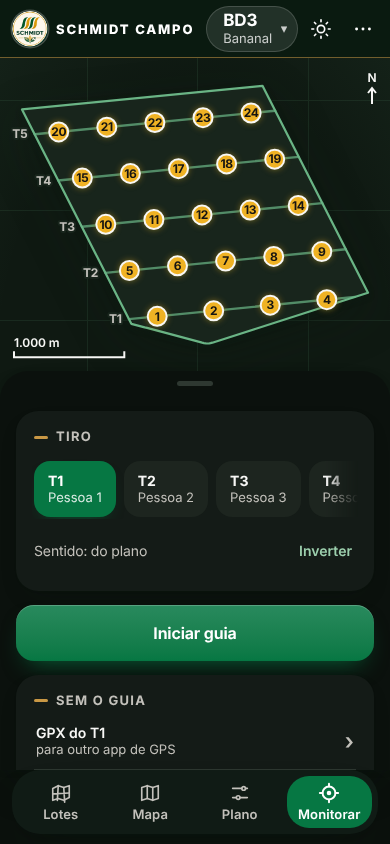 SCHMIDT
SCHMIDT CAMPO
BD3
Bananal
N
T5
20
21
22
23
24
T4
15
16
17
18
19
T3
10
11
12
13
14
T2
5
6
7
8
9
T1
1
2
3
4
1.000 m
TIRO
T1
Pessoa 1
T2
Pessoa 2
T3
Pessoa 3
T4
Sentido: do plano
Inverter
Iniciar guia
SEM O GUIA
GPX do T1
para outro app de GPS
Lotes
Mapa
Plano
Monitorar